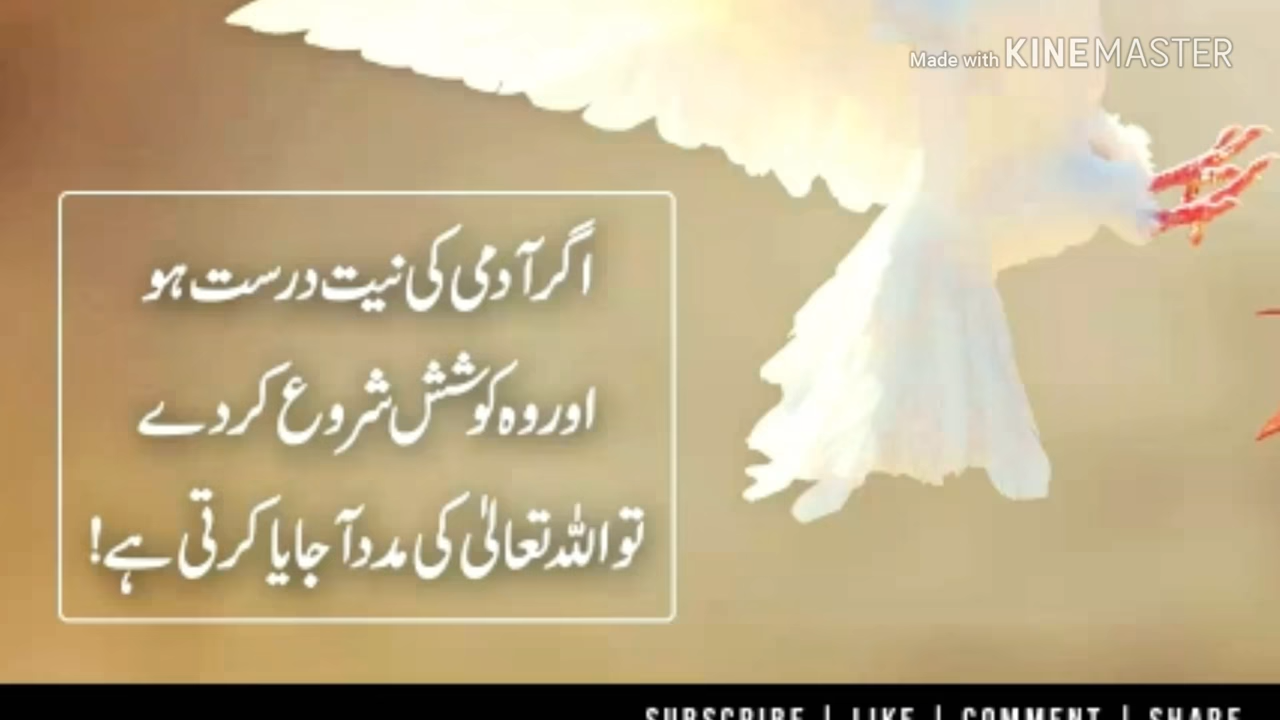 Made with KINEMASTER
اگر آدمی کی نیت درست ہو
اور وہ کوشش شروع کر دے
تو اللہ تعالیٰ کی مدد آ جایا کرتی ہے!
SUBSCRIBE | LIKE | COMMENT | SHARE